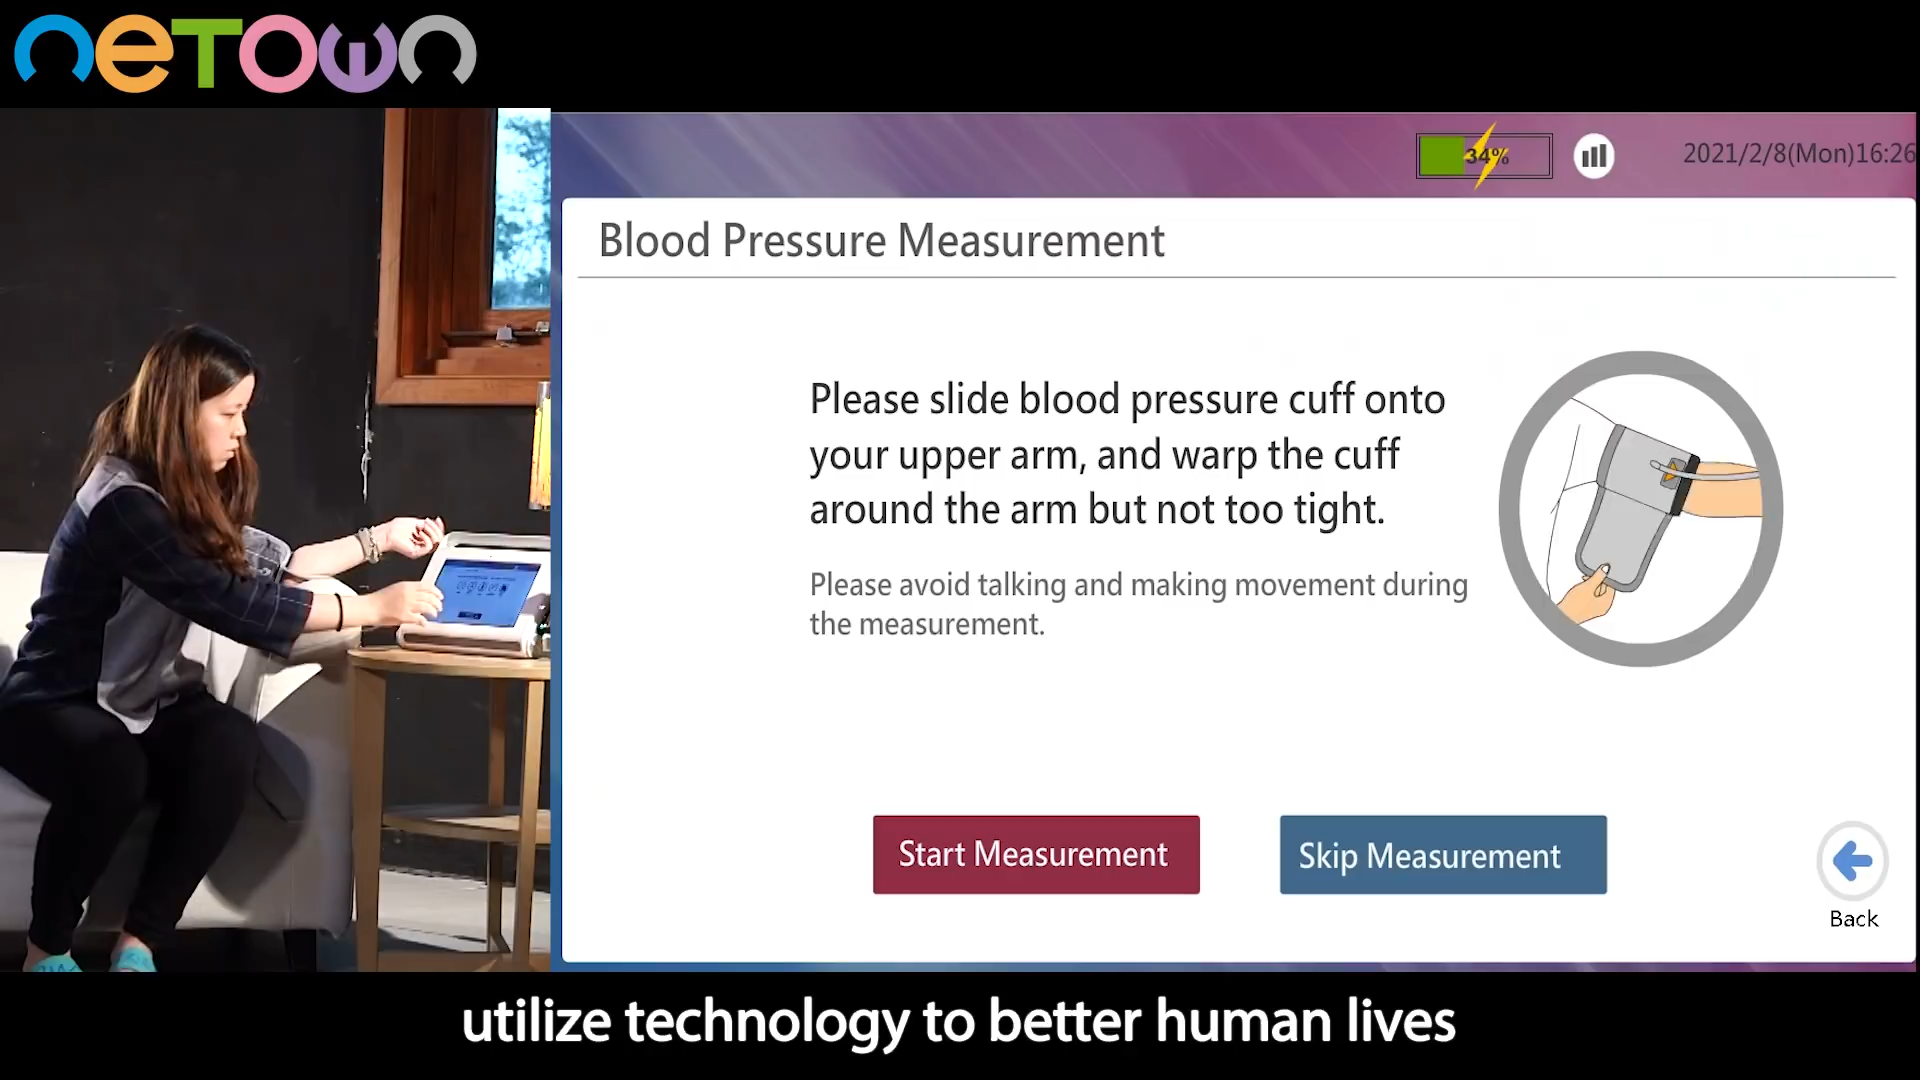 neTown
34%
2021/2/8(Mon)16:26
Blood Pressure Measurement
Please slide blood pressure cuff onto
your upper arm, and warp the cuff
around the arm but not too tight.
Please avoid talking and making movement during
the measurement.
Start Measurement
Skip Measurement
Back
utilize technology to better human lives